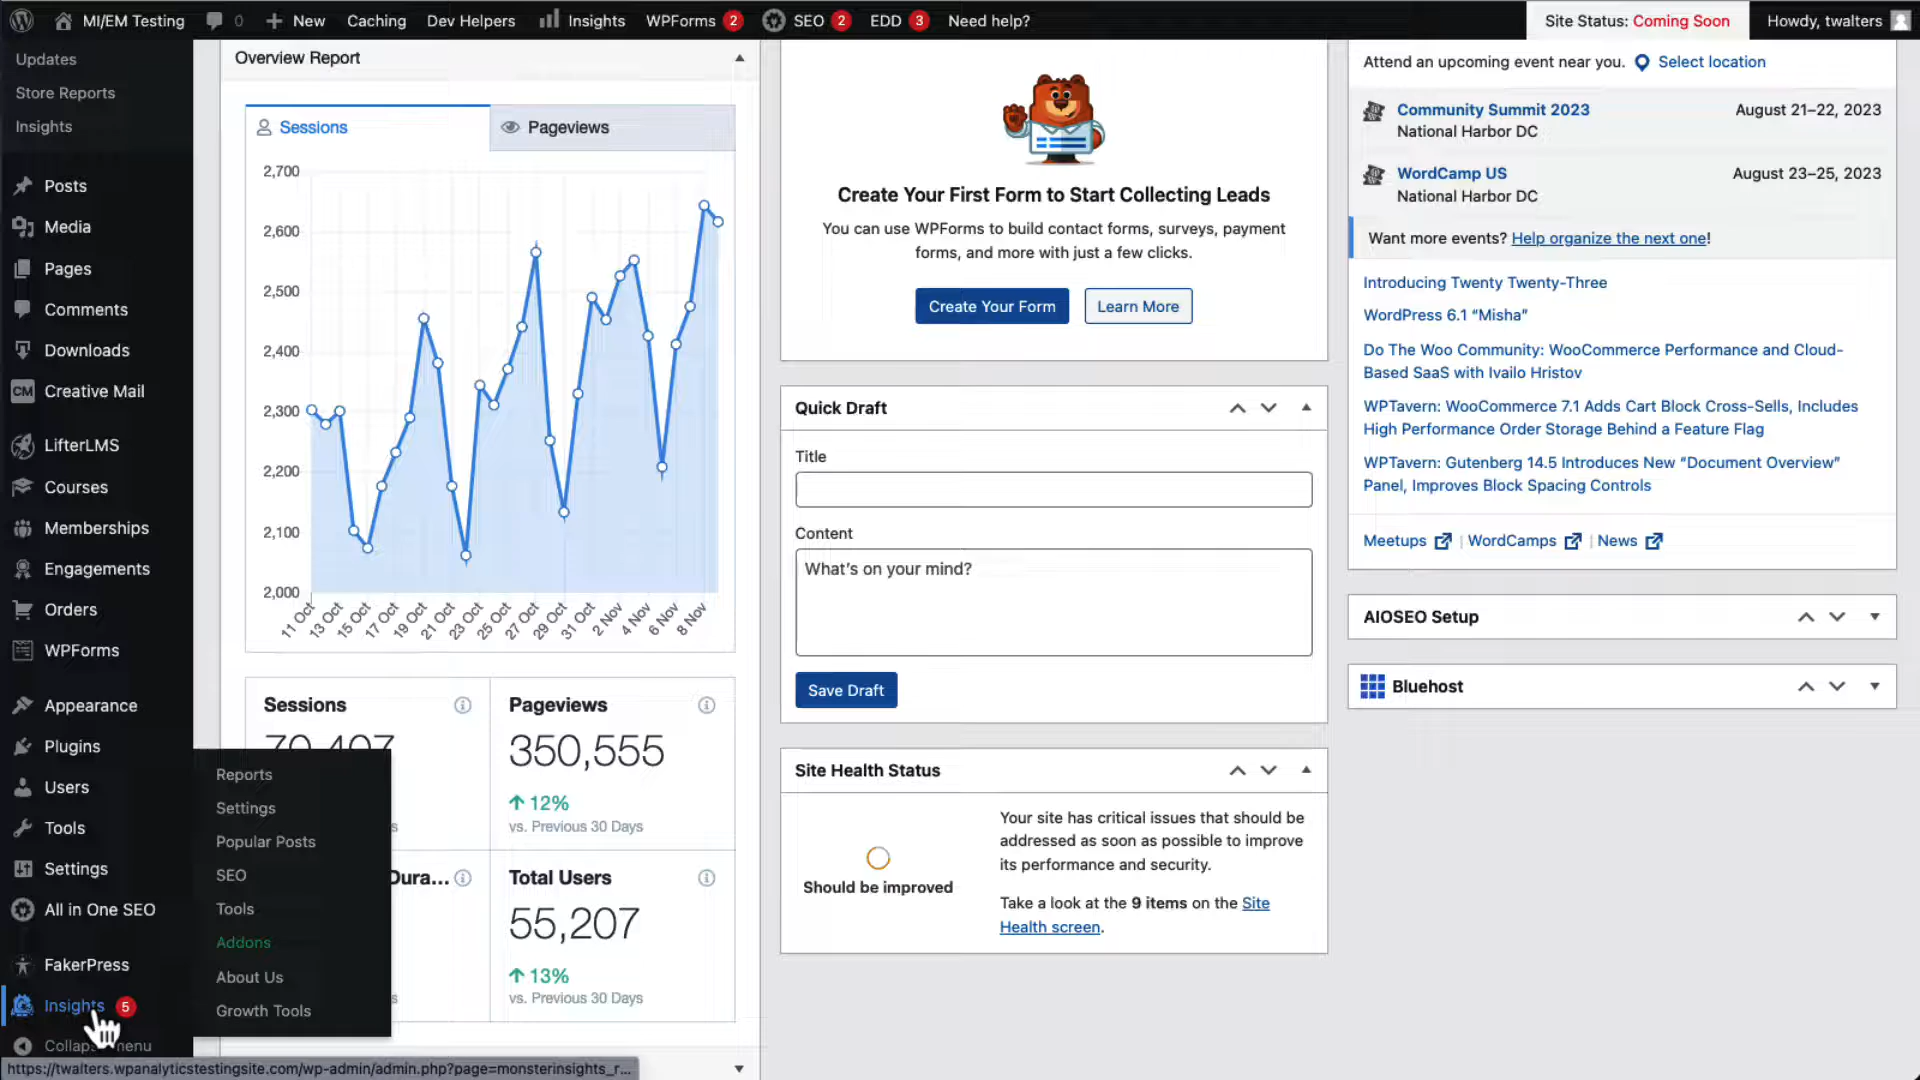 MI/EM Testing 0 New Caching Dev Helpers Insights WPForms 2 SEO 2 EDD 3 Need help? Site Status: Coming Soon Howdy, twalters
Updates
Store Reports
Insights
Posts
Media
Pages
Comments
Downloads
CM Creative Mail
LifterLMS
Courses
Memberships
Engagements
Orders
WPForms
Appearance
Plugins
Users
Tools
Settings
All in One SEO
FakerPress
Insights 5
Collapse menu
Reports
Settings
Popular Posts
SEO
Tools
Addons
About Us
Growth Tools
Overview Report
Sessions
Pageviews
2,700
2,600
2,500
2,400
2,300
2,200
2,100
2,000
11 Oct
13 Oct
15 Oct
17 Oct
19 Oct
21 Oct
23 Oct
25 Oct
27 Oct
29 Oct
31 Oct
2 Nov
4 Nov
6 Nov
8 Nov
Sessions
Pageviews
350,555
12%
vs. Previous 30 Days
Dura...
Total Users
55,207
13%
vs. Previous 30 Days
Create Your First Form to Start Collecting Leads
You can use WPForms to build contact forms, surveys, payment
forms, and more with just a few clicks.
Create Your Form
Learn More
Quick Draft
Title
Content
What's on your mind?
Save Draft
Site Health Status
Should be improved
Your site has critical issues that should be
addressed as soon as possible to improve
its performance and security.
Take a look at the 9 items on the Site
Health screen.
Attend an upcoming event near you. Select location
Community Summit 2023 August 21–22, 2023
National Harbor DC
WordCamp US August 23–25, 2023
National Harbor DC
Want more events? Help organize the next one!
Introducing Twenty Twenty-Three
WordPress 6.1 “Misha”
Do The Woo Community: WooCommerce Performance and Cloud-
Based SaaS with Ivailo Hristov
WPTavern: WooCommerce 7.1 Adds Cart Block Cross-Sells, Includes
High Performance Order Storage Behind a Feature Flag
WPTavern: Gutenberg 14.5 Introduces New “Document Overview”
Panel, Improves Block Spacing Controls
Meetups | WordCamps | News
AIOSEO Setup
Bluehost
https://twalters.wpanalyticstestingsite.com/wp-admin/admin.php?page=monsterinsights_r...